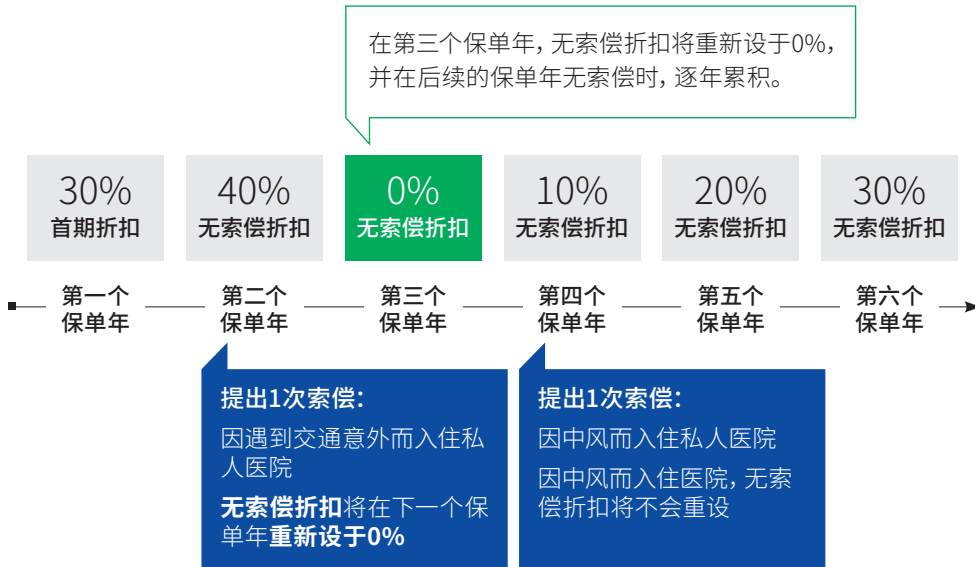 在第三个保单年，无索偿折扣将重新设于0%，
并在后续的保单年无索偿时，逐年累积。
30%
首期折扣
40%
无索偿折扣
0%
无索偿折扣
10%
无索偿折扣
20%
无索偿折扣
30%
无索偿折扣
第一个
保单年
第二个
保单年
第三个
保单年
第四个
保单年
第五个
保单年
第六个
保单年
提出1次索偿：
因遇到交通意外而入住私
人医院
无索偿折扣将在下一个保
单年重新设于0%
提出1次索偿：
因中风而入住私人医院
因中风而入住医院，无索
偿折扣将不会重设